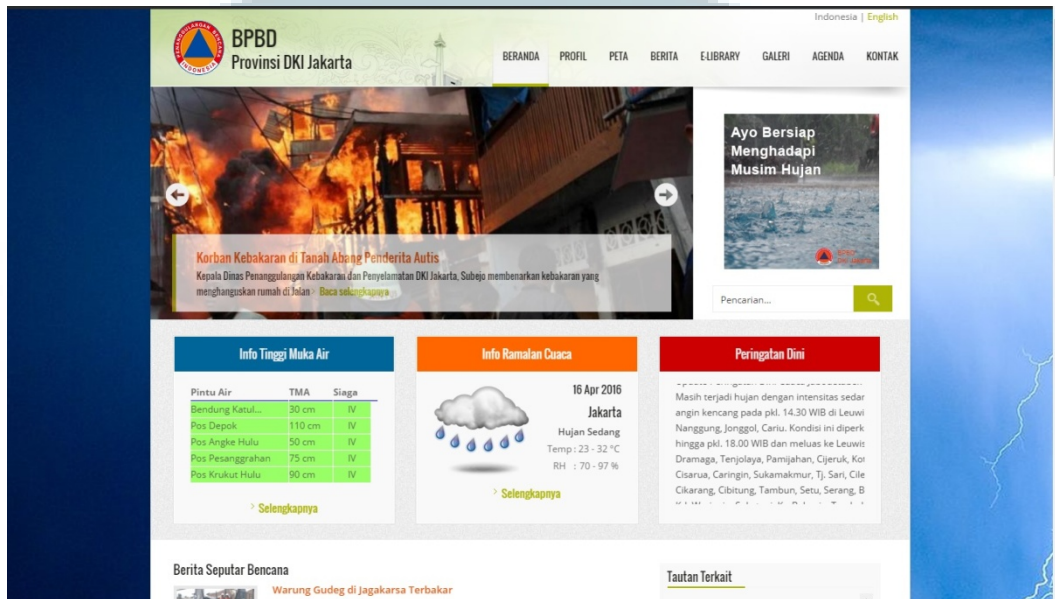 Indonesia | English
PENANGGULANGAN BENCANA
INDONESIA
BPBD
Provinsi DKI Jakarta
BERANDA PROFIL PETA BERITA E-LIBRARY GALERI AGENDA KONTAK
Ayo Bersiap
Menghadapi
Musim Hujan
BPBD
DKI Jakarta
Korban Kebakaran di Tanah Abang Penderita Autis
Kepala Dinas Penanggulangan Kebakaran dan Penyelamatan DKI Jakarta, Subejo membenarkan kebakaran yang
menghanguskan rumah di Jalan > Baca selengkapnya
Pencarian...
Info Tinggi Muka Air
Pintu Air TMA Siaga
Bendung Katul... 30 cm IV
Pos Depok 110 cm IV
Pos Angke Hulu 50 cm IV
Pos Pesanggrahan 75 cm IV
Pos Krukut Hulu 90 cm IV
> Selengkapnya
Info Ramalan Cuaca
16 Apr 2016
Jakarta
Hujan Sedang
Temp : 23 - 32 °C
RH : 70 - 97 %
> Selengkapnya
Peringatan Dini
Masih terjadi hujan dengan intensitas sedar
angin kencang pada pkl. 14.30 WIB di Leuwi
Nanggung, Jonggol, Cariu. Kondisi ini diperk
hingga pkl. 18.00 WIB dan meluas ke Leuwis
Dramaga, Tenjolaya, Pamijahan, Cijeruk, Kot
Cisarua, Caringin, Sukamakmur, Tj. Sari, Cile
Cikarang, Cibitung, Tambun, Setu, Serang, B
Berita Seputar Bencana
Warung Gudeg di Jagakarsa Terbakar
Tautan Terkait